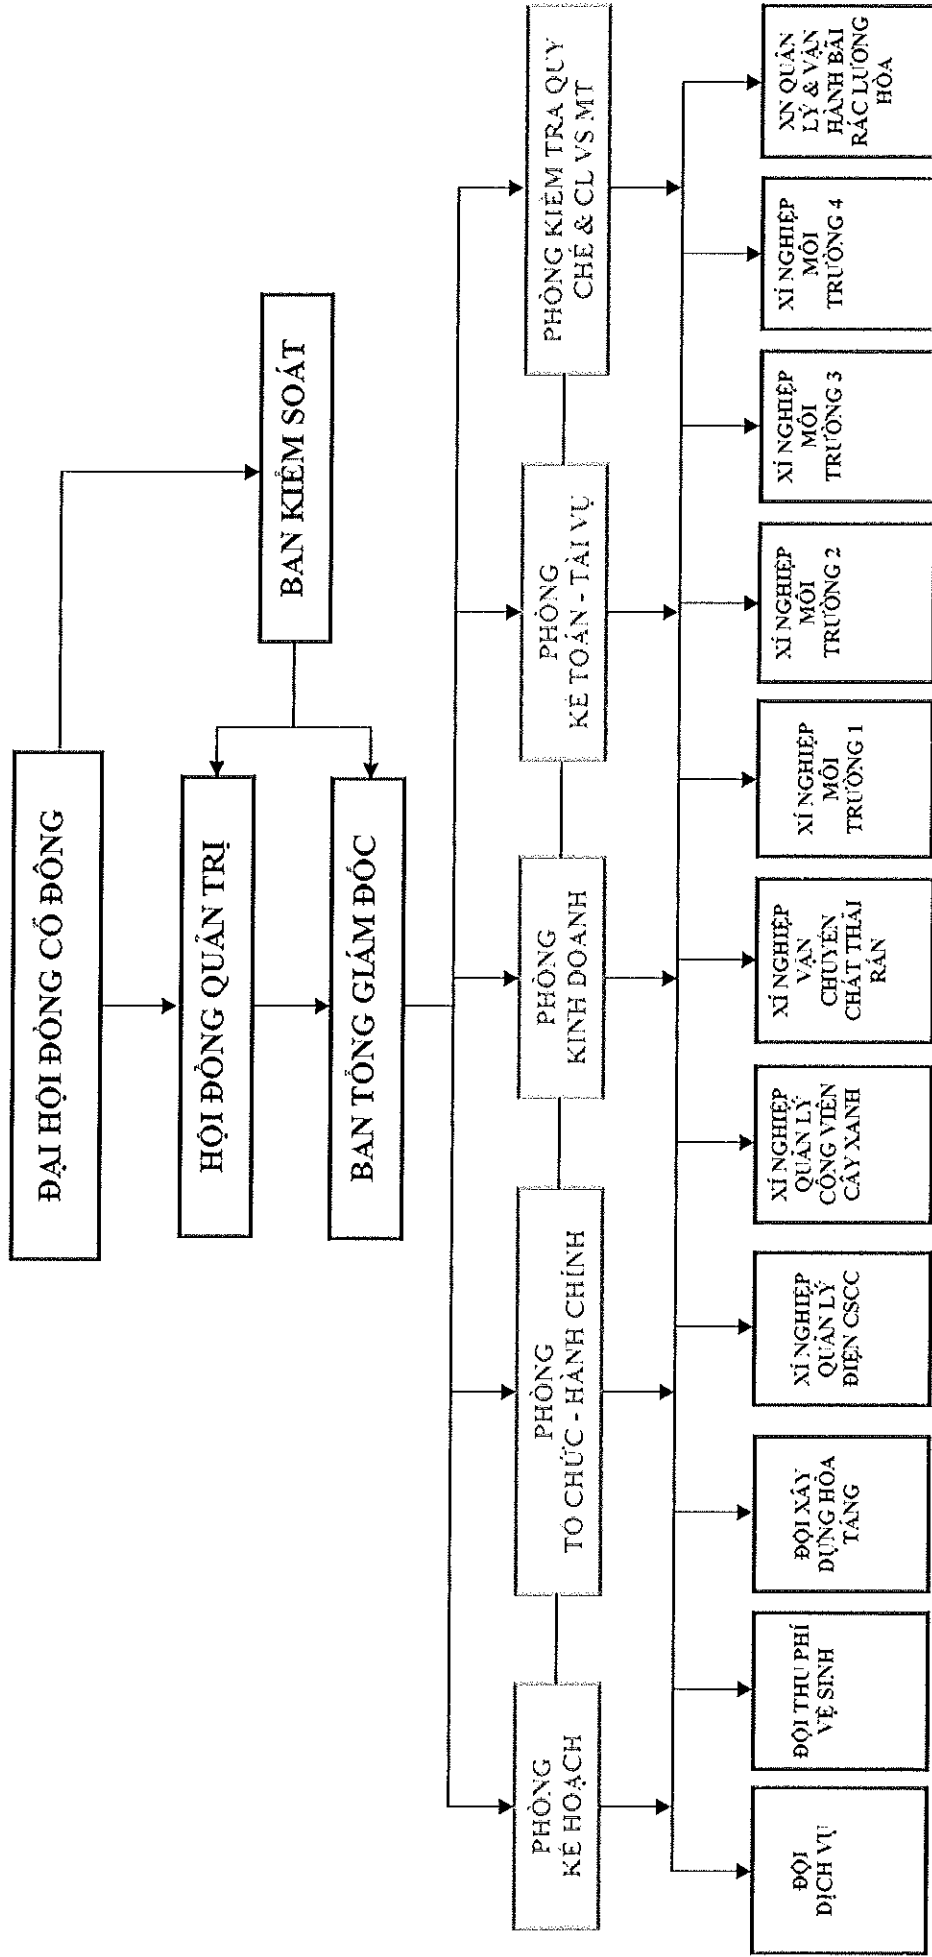 ĐẠI HỘI ĐỒNG CỔ ĐÔNG
BAN KIỂM SOÁT
HỘI ĐỒNG QUẢN TRỊ
BAN TỔNG GIÁM ĐỐC
PHÒNG
KẾ HOẠCH
PHÒNG
TỔ CHỨC - HÀNH CHÍNH
PHÒNG
KINH DOANH
PHÒNG
KẾ TOÁN - TÀI VỤ
PHÒNG KIỂM TRA QUY
CHẾ & CL VS MT
ĐỘI
DỊCH VỤ
ĐỘI THU PHÍ
VỆ SINH
ĐỘI XÂY
DỰNG HỎA
TÁNG
XÍ NGHIỆP
QUẢN LÝ
ĐIỆN CSCC
XÍ NGHIỆP
QUẢN LÝ
CÔNG VIÊN
CÂY XANH
XÍ NGHIỆP
VẬN
CHUYỂN
CHẤT THẢI
RẮN
XÍ NGHIỆP
MÔI
TRƯỜNG 1
XÍ NGHIỆP
MÔI
TRƯỜNG 2
XÍ NGHIỆP
MÔI
TRƯỜNG 3
XÍ NGHIỆP
MÔI
TRƯỜNG 4
XN QUẢN
LÝ & VẬN
HÀNH BÃI
RÁC LƯƠNG
HÒA